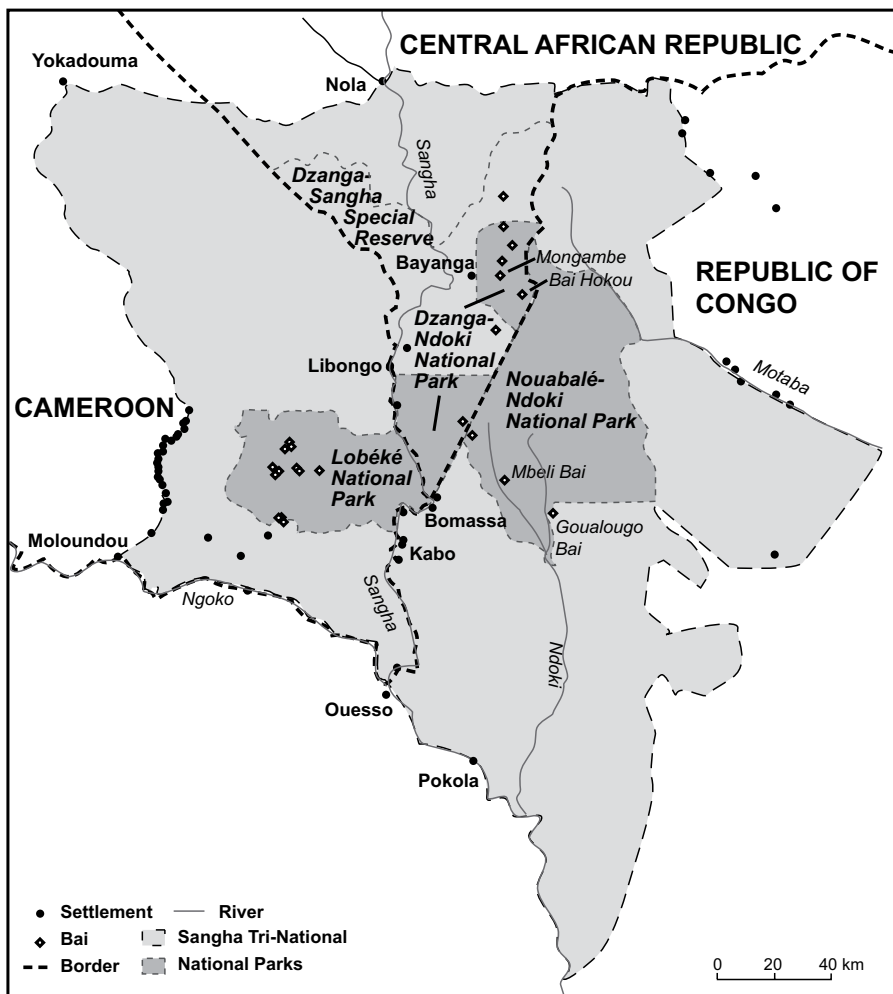 CENTRAL AFRICAN REPUBLIC
Yokadouma
Nola
Sangha
Dzanga-
Sangha
Special
Reserve
Bayanga
Mongambe
Bai Hokou
REPUBLIC OF
CONGO
Dzanga-
Ndoki
National
Park
Libongo
Nouabalé-
Ndoki
National Park
Motaba
CAMEROON
Lobéké
National
Park
Mbeli Bai
Bomassa
Goualougo
Bai
Moloundou
Kabo
Ngoko
Sangha
Ndoki
Ouesso
Pokola
Settlement
River
Bai
Sangha Tri-National
Border
National Parks
0 20 40 km